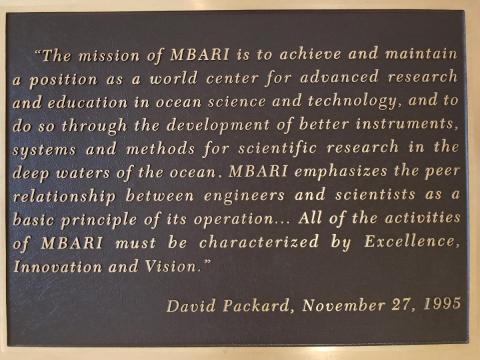 “The mission of MBARI is to achieve and maintain
a position as a world center for advanced research
and education in ocean science and technology, and to
do so through the development of better instruments,
systems and methods for scientific research in the
deep waters of the ocean. MBARI emphasizes the peer
relationship between engineers and scientists as a
basic principle of its operation... All of the activities
of MBARI must be characterized by Excellence,
Innovation and Vision.”
David Packard, November 27, 1995